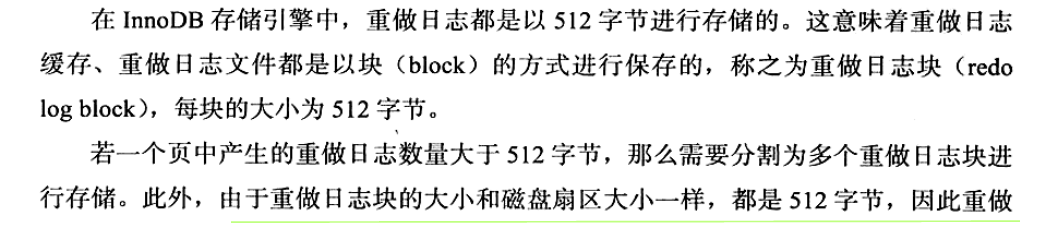 在 InnoDB 存储引擎中，重做日志都是以 512 字节进行存储的。这意味着重做日志
缓存、重做日志文件都是以块（block）的方式进行保存的，称之为重做日志块（redo
log block），每块的大小为 512 字节。
若一个页中产生的重做日志数量大于 512 字节，那么需要分割为多个重做日志块进
行存储。此外，由于重做日志块的大小和磁盘扇区大小一样，都是 512 字节，因此重做